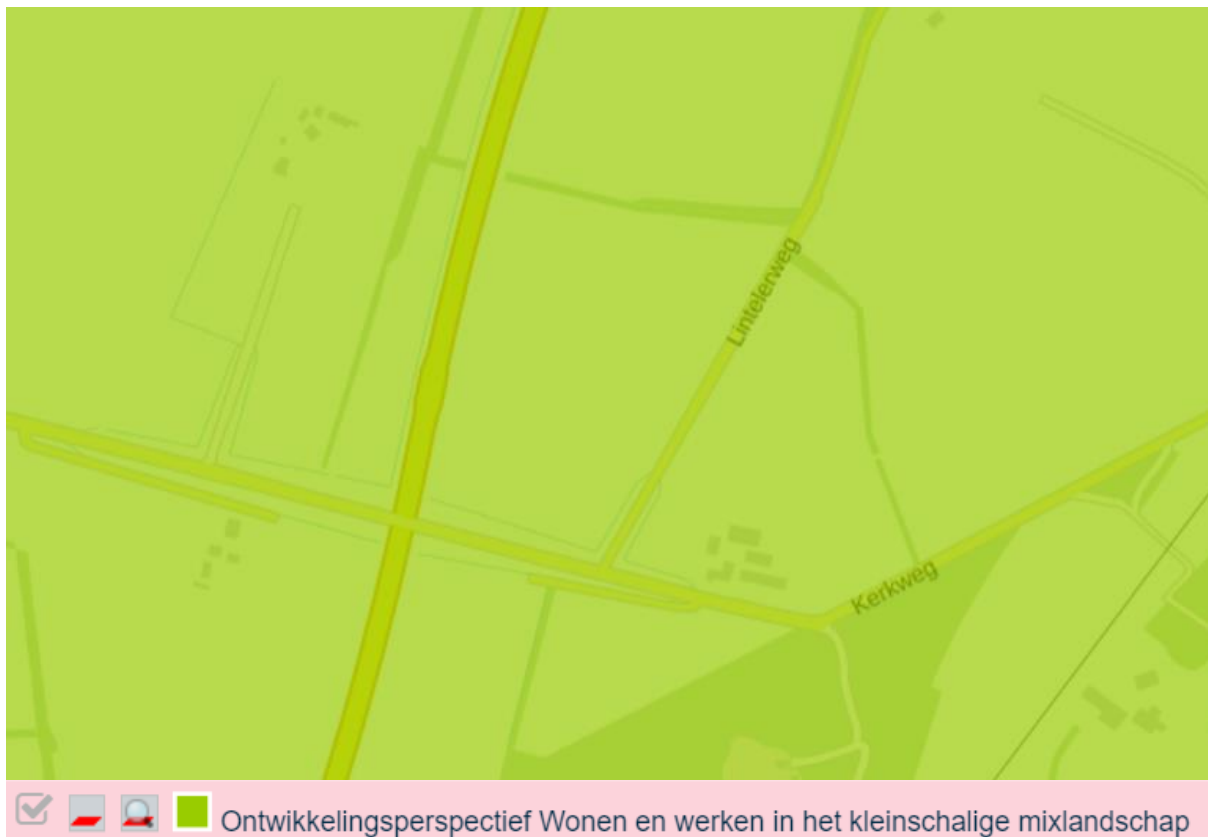 Lintelerweg
Kerkweg
Ontwikkelingsperspectief Wonen en werken in het kleinschalige mixlandschap